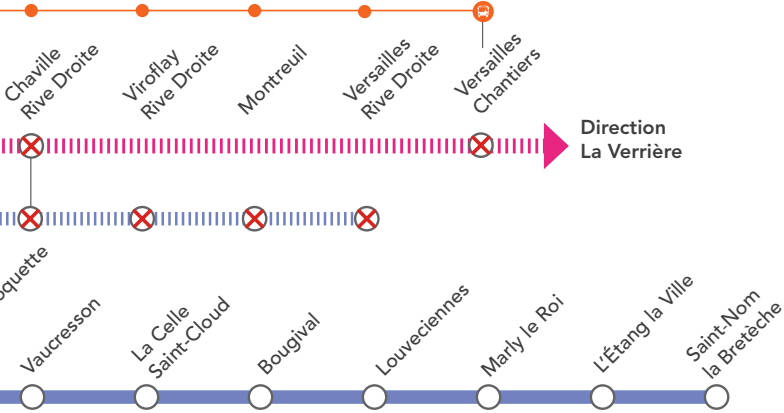 Chaville
Rive Droite
Viroflay
Rive Droite
Montreuil
Versailles
Rive Droite
Versailles
Chantiers
Direction
La Verrière
Vaucresson
La Celle
Saint-Cloud
Bougival
Louveciennes
Marly le Roi
L'Étang la Ville
Saint-Nom
la Bretèche